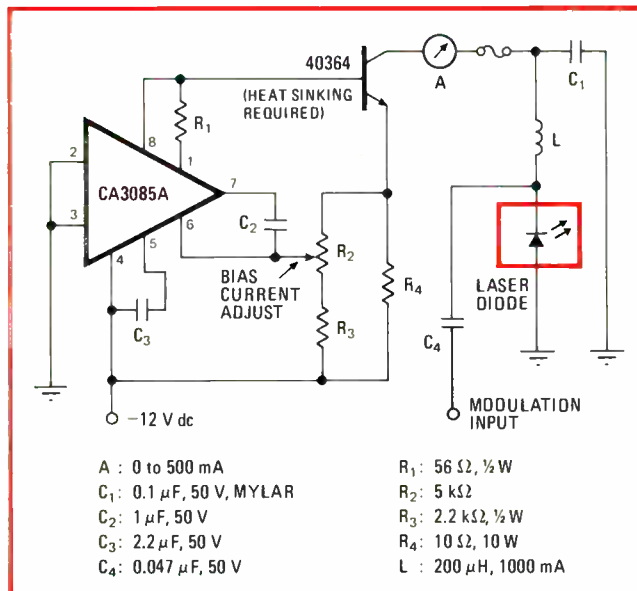 40364
(HEAT SINKING
REQUIRED)
A
C₁
R₁
8
1
L
2
CA3085A
7
3
6
C₂
5
4
R₂
BIAS
CURRENT
ADJUST
R₄
LASER
DIODE
C₃
R₃
C₄
−12 V dc
MODULATION
INPUT
A : 0 to 500 mA
C₁: 0.1 μF, 50 V, MYLAR
C₂: 1 μF, 50 V
C₃: 2.2 μF, 50 V
C₄: 0.047 μF, 50 V
R₁: 56 Ω, ½ W
R₂: 5 kΩ
R₃: 2.2 kΩ, ½ W
R₄: 10 Ω, 10 W
L : 200 μH, 1000 mA